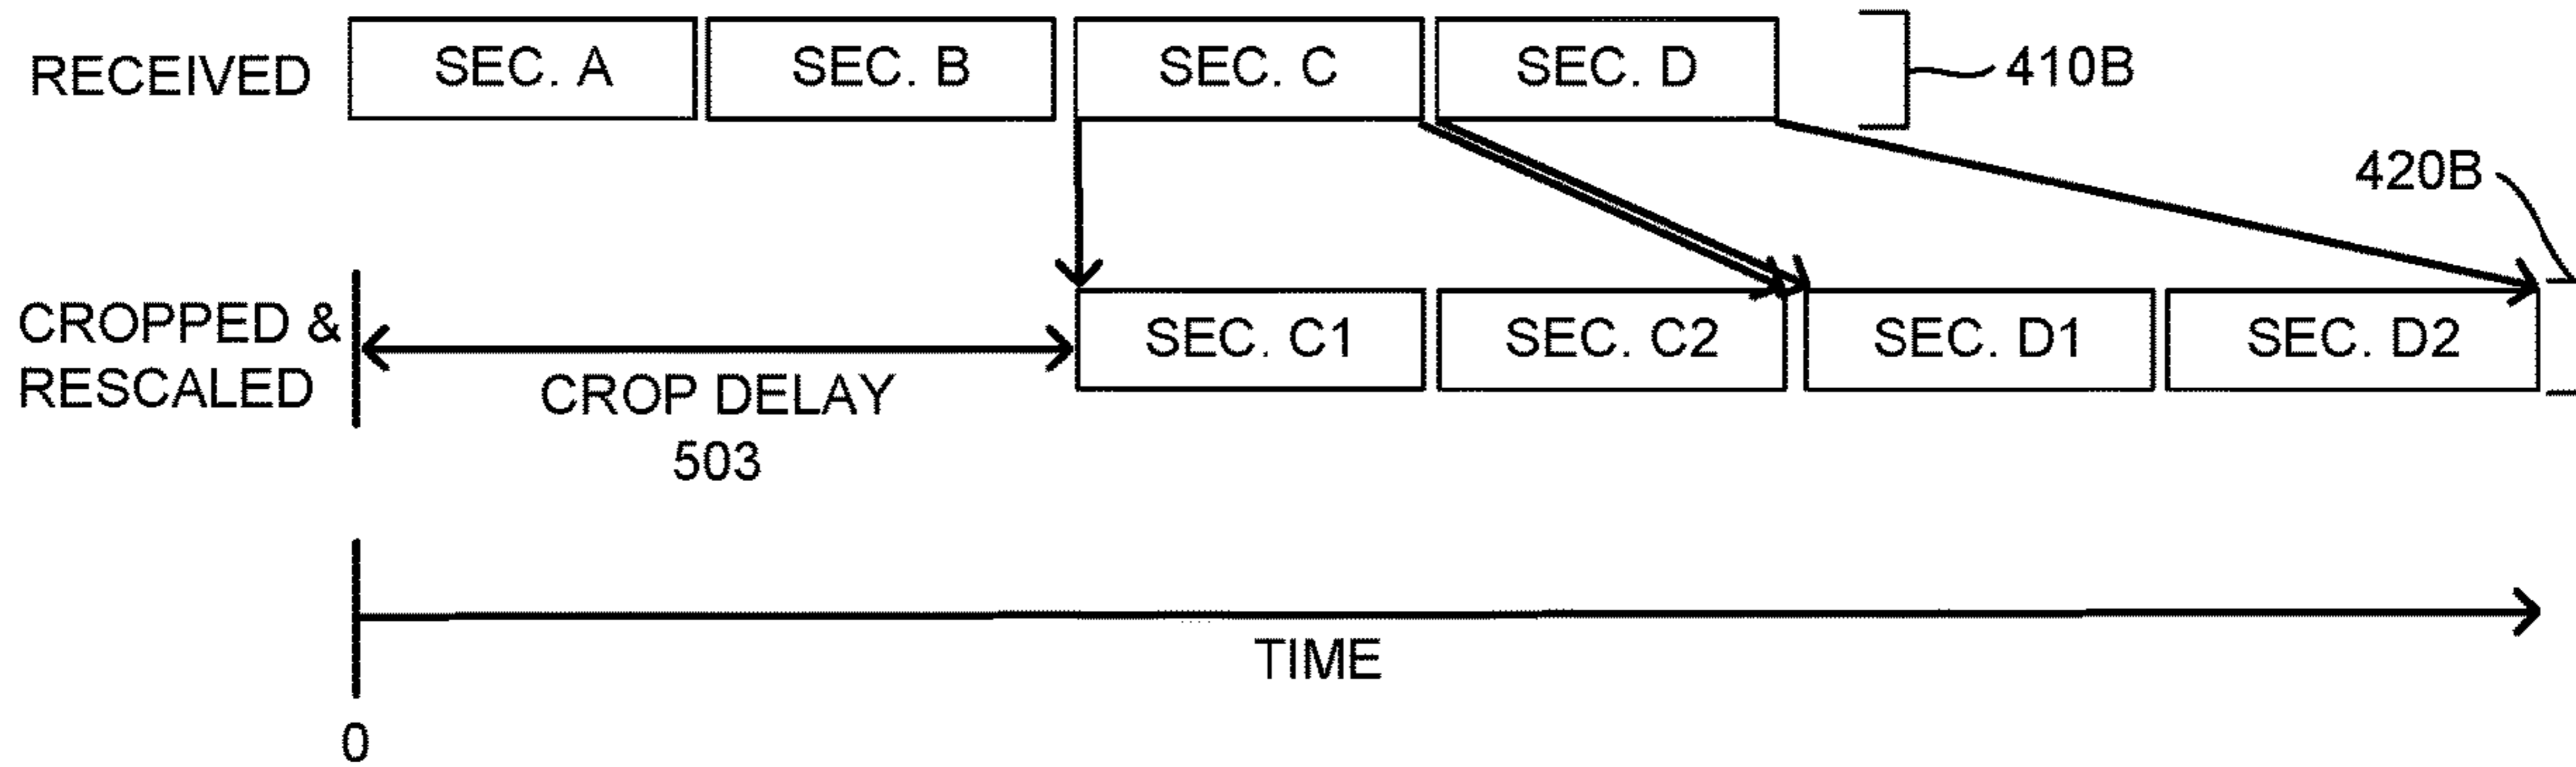 RECEIVED SEC. A SEC. B SEC. C SEC. D 410B
420B
CROPPED &
RESCALED
SEC. C1 SEC. C2 SEC. D1 SEC. D2
CROP DELAY
503
TIME
0